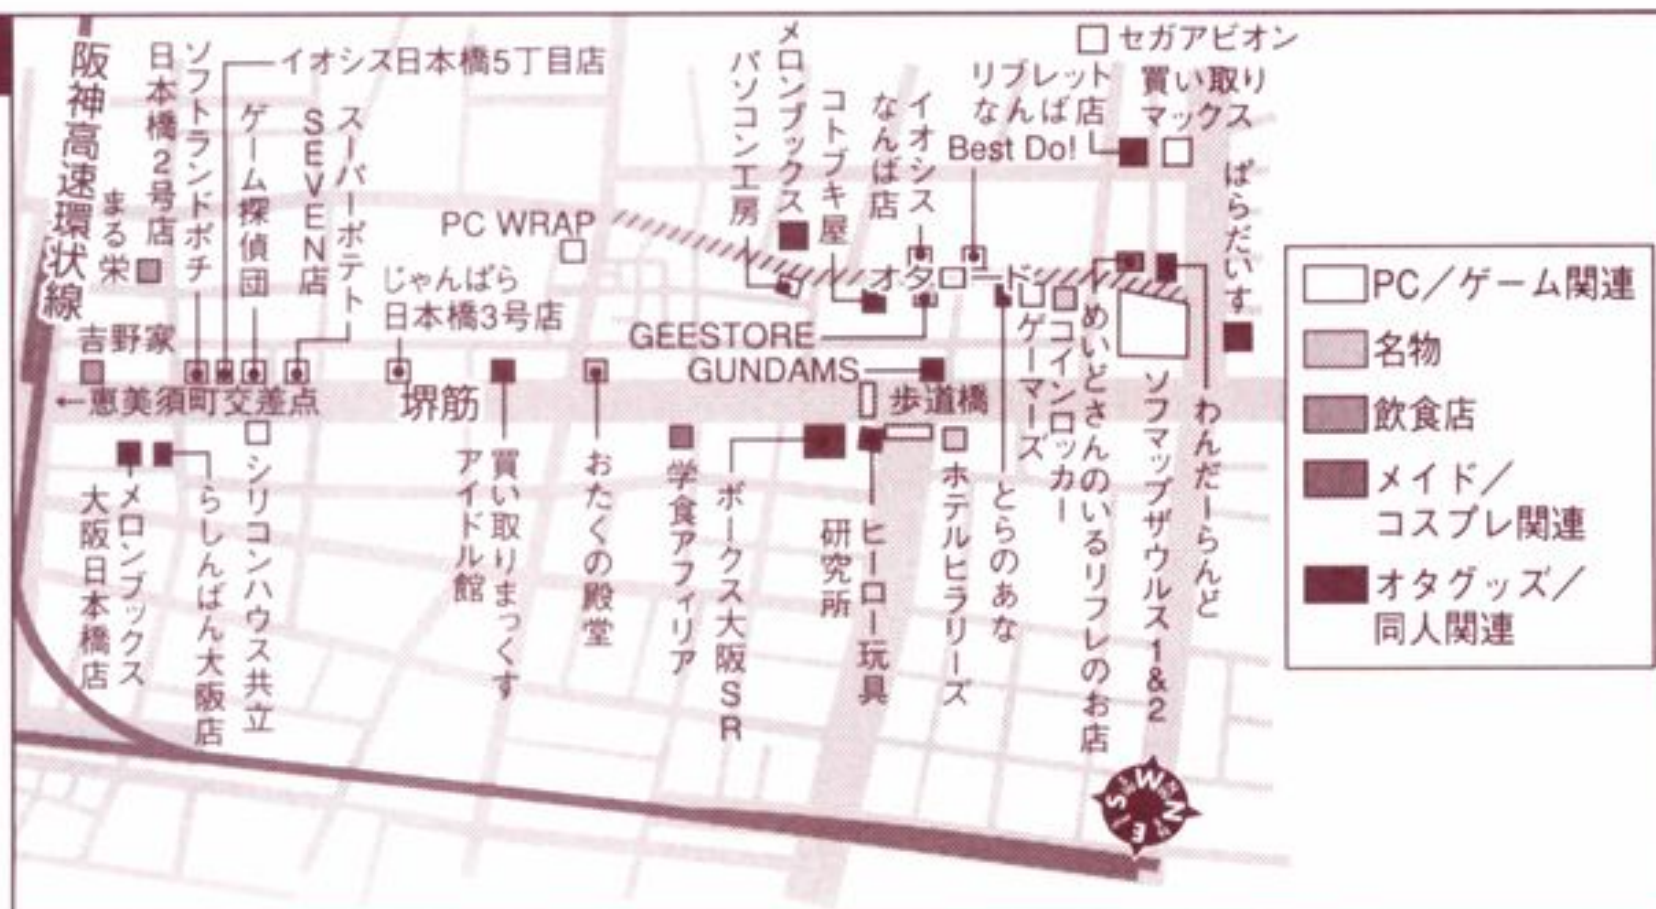 阪神高速環状線
日本橋2号店
ソフトランドポチ
イオシス日本橋5丁目店
まる栄
ゲーム探偵団
スーパーポテト
SEVEN店
吉野家
←恵美須町交差点
PC WRAP
じゃんぱら
日本橋3号店
堺筋
パソコン工房
メロンブックス
コトブキ屋
イオシス
なんば店
リブレット
なんば店
Best Do!
セガアビオン
買い取り
マックス
ぱらだいす
オタロード
GEESTORE
GUNDAMS
歩道橋
メロンブックス
大阪日本橋店
らしんばん大阪店
シリコンハウス共立
買い取りまっくす
アイドル館
おたくの殿堂
学食アフィリア
ボークス大阪SR
研究所
ヒーロー玩具
ホテルヒラリーズ
とらのあな
ゲーマーズ
コインロッカー
めいどさんのいるリフレのお店
ソフマップザウルス1&2
わんだーらんど
S W N E
PC/ゲーム関連
名物
飲食店
メイド/
コスプレ関連
オタグッズ/
同人関連